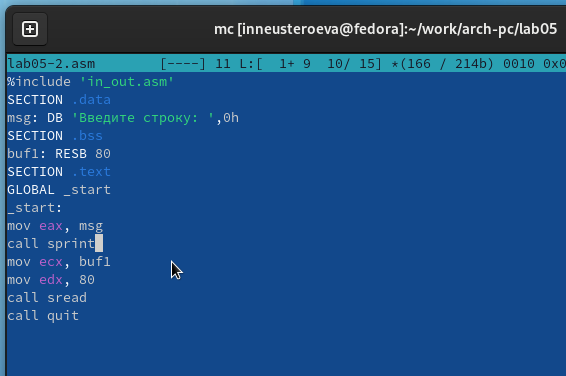 mc [inneusteroeva@fedora]:~/work/arch-pc/lab05
lab05-2.asm [----] 11 L:[ 1+ 9 10/ 15] *(166 / 214b) 0010 0x0
%include 'in_out.asm'
SECTION .data
msg: DB 'Введите строку: ',0h
SECTION .bss
buf1: RESB 80
SECTION .text
GLOBAL _start
_start:
mov eax, msg
call sprint
mov ecx, buf1
mov edx, 80
call sread
call quit